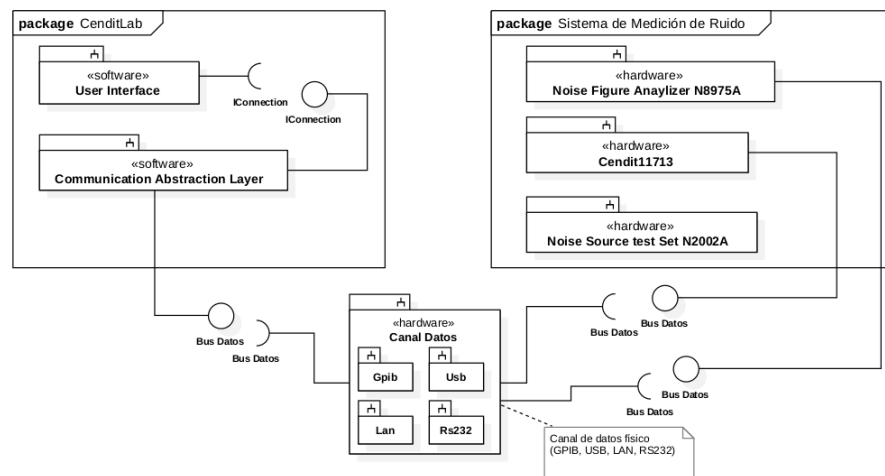 package CenditLab
«software»
User Interface
IConnection
IConnection
«software»
Communication Abstraction Layer
package Sistema de Medición de Ruido
«hardware»
Noise Figure Anaylizer N8975A
«hardware»
Cendit11713
«hardware»
Noise Source test Set N2002A
Bus Datos
Bus Datos
«hardware»
Canal Datos
Gpib
Usb
Lan
Rs232
Bus Datos
Bus Datos
Bus Datos
Bus Datos
Canal de datos físico
(GPIB, USB, LAN, RS232)